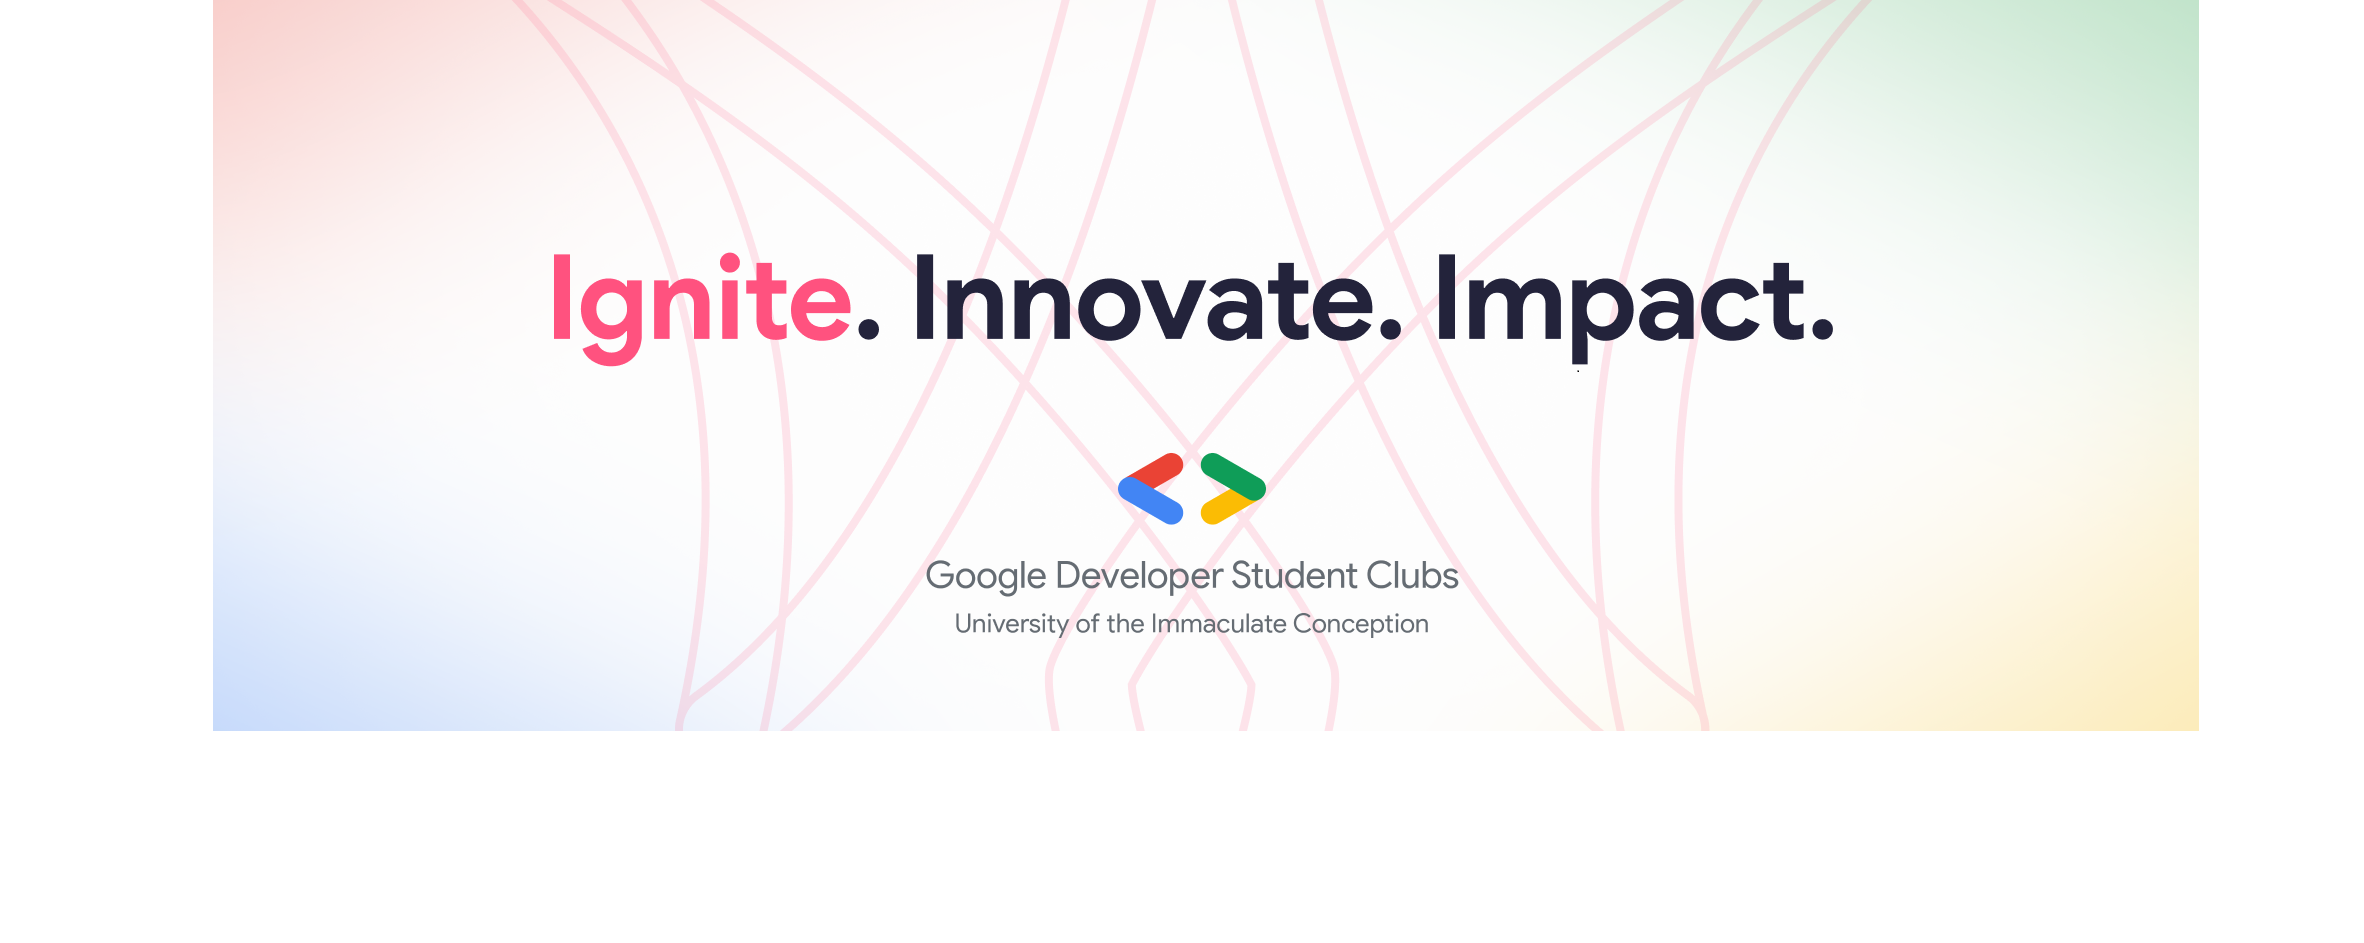 Ignite. Innovate. Impact.
Google Developer Student Clubs
University of the Immaculate Conception